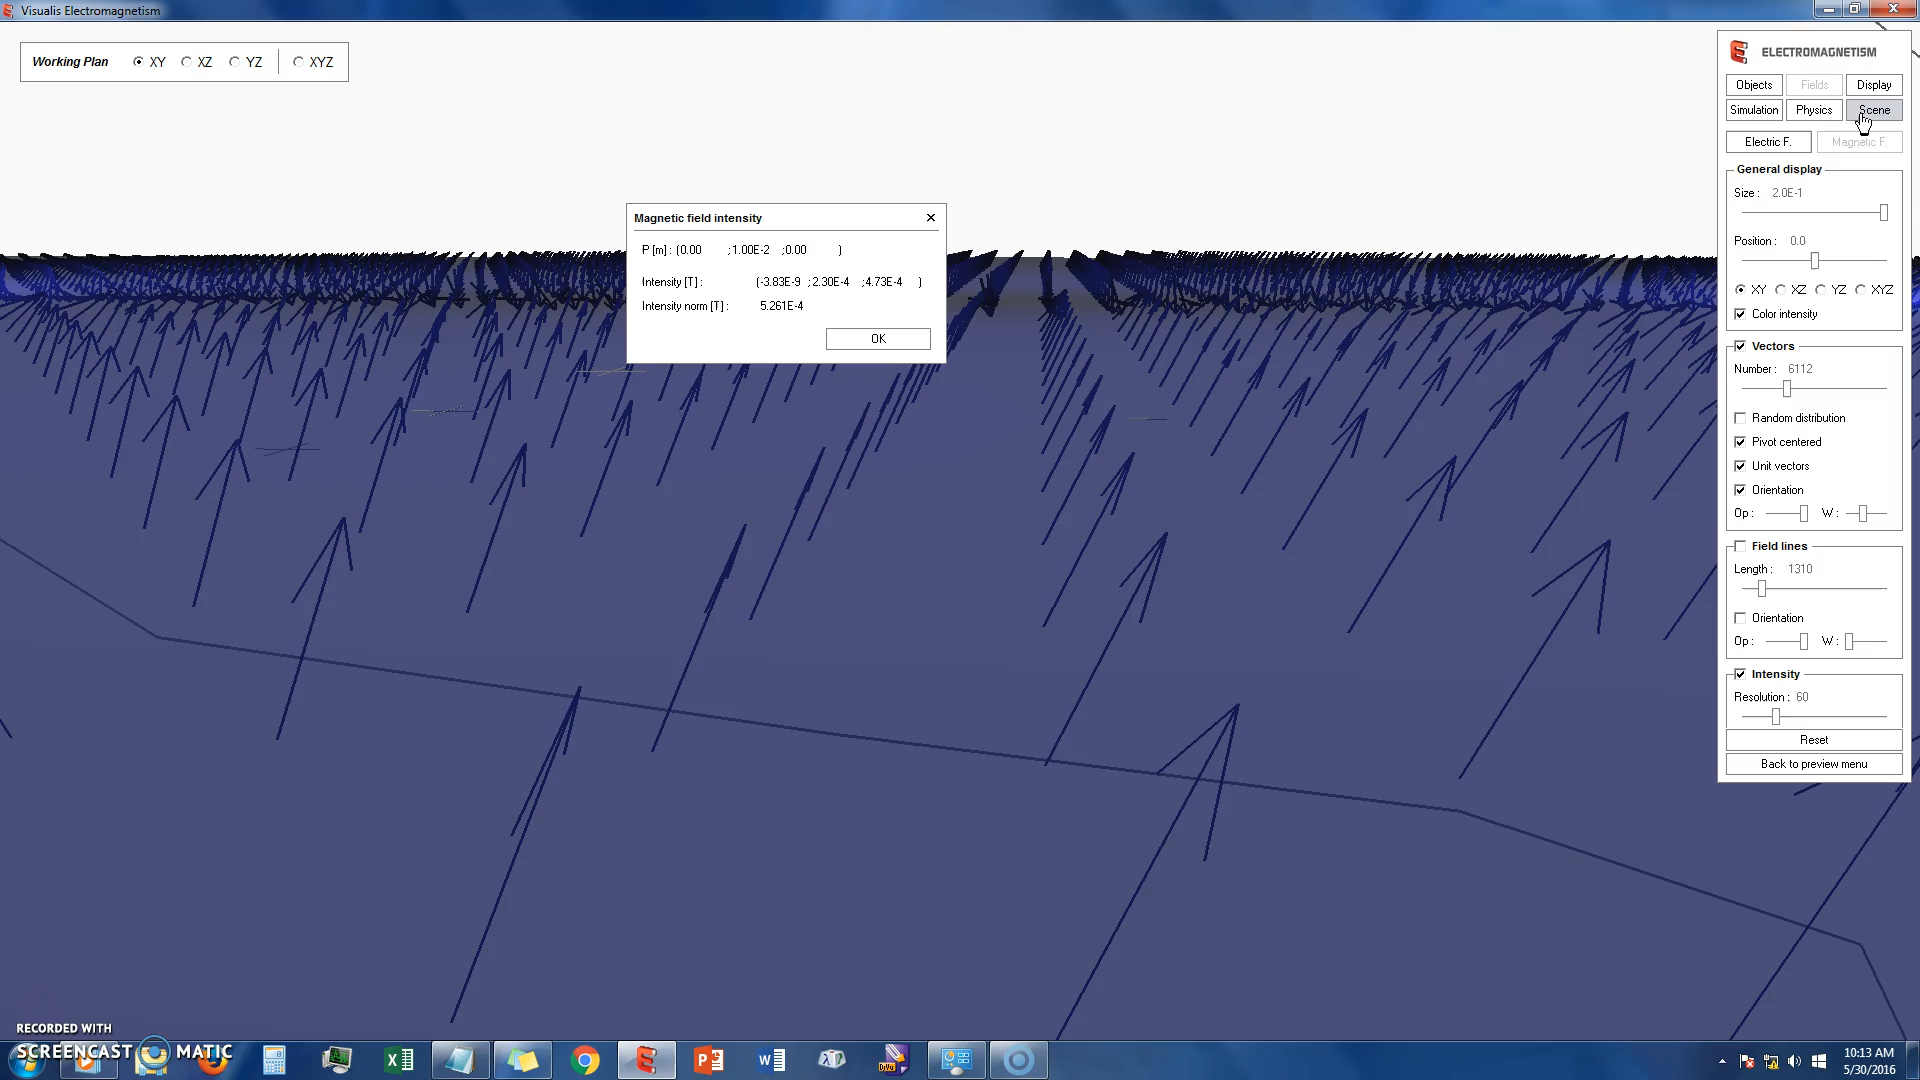 Visualis Electromagnetism
Working Plan XY XZ YZ XYZ
ELECTROMAGNETISM
Objects Fields Display
Simulation Physics Scene
Electric F. Magnetic F.
General display
Size : 2.0E-1
Position : 0.0
XY XZ YZ XYZ
Color intensity
Vectors
Number : 6112
Random distribution
Pivot centered
Unit vectors
Orientation
Op : W :
Field lines
Length : 1310
Orientation
Op : W :
Intensity
Resolution : 60
Reset
Back to preview menu
Magnetic field intensity
P [m] : (0.00 ;1.00E-2 ;0.00 )
Intensity [T] : (-3.83E-9 ;2.30E-4 ;4.73E-4 )
Intensity norm [T] : 5.261E-4
OK
RECORDED WITH
SCREENCAST MATIC
10:13 AM
5/30/2016